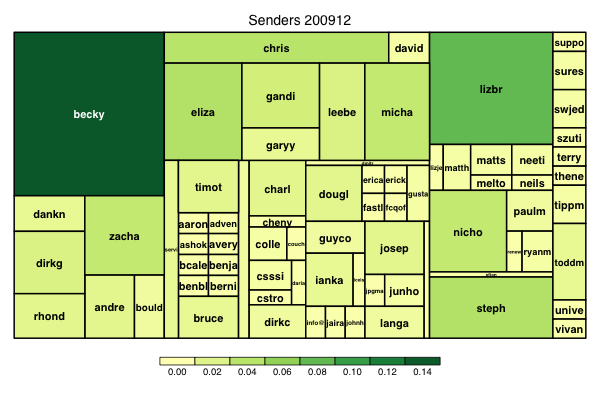 Senders 200912
becky
dankn
dirkg
rhond
zacha
andre
bould
chris
david
eliza
gandi
garyy
leebe
micha
servi
timot
aaron
adven
ashok
avery
bcale
benja
benbl
berni
bruce
charl
cheny
colle
couch
csssi
daria
cstro
dirkc
dougl
erica
erick
fastl
fcqof
gusta
guyco
josep
ianka
jpgma
junho
info@
jaira
johnh
langa
lizbr
lizje
matth
matts
neeti
melto
neils
nicho
paulm
ryanm
steph
suppo
sures
swjed
szuti
terry
thene
tippm
toddm
unive
vivan
0.00
0.02
0.04
0.06
0.08
0.10
0.12
0.14